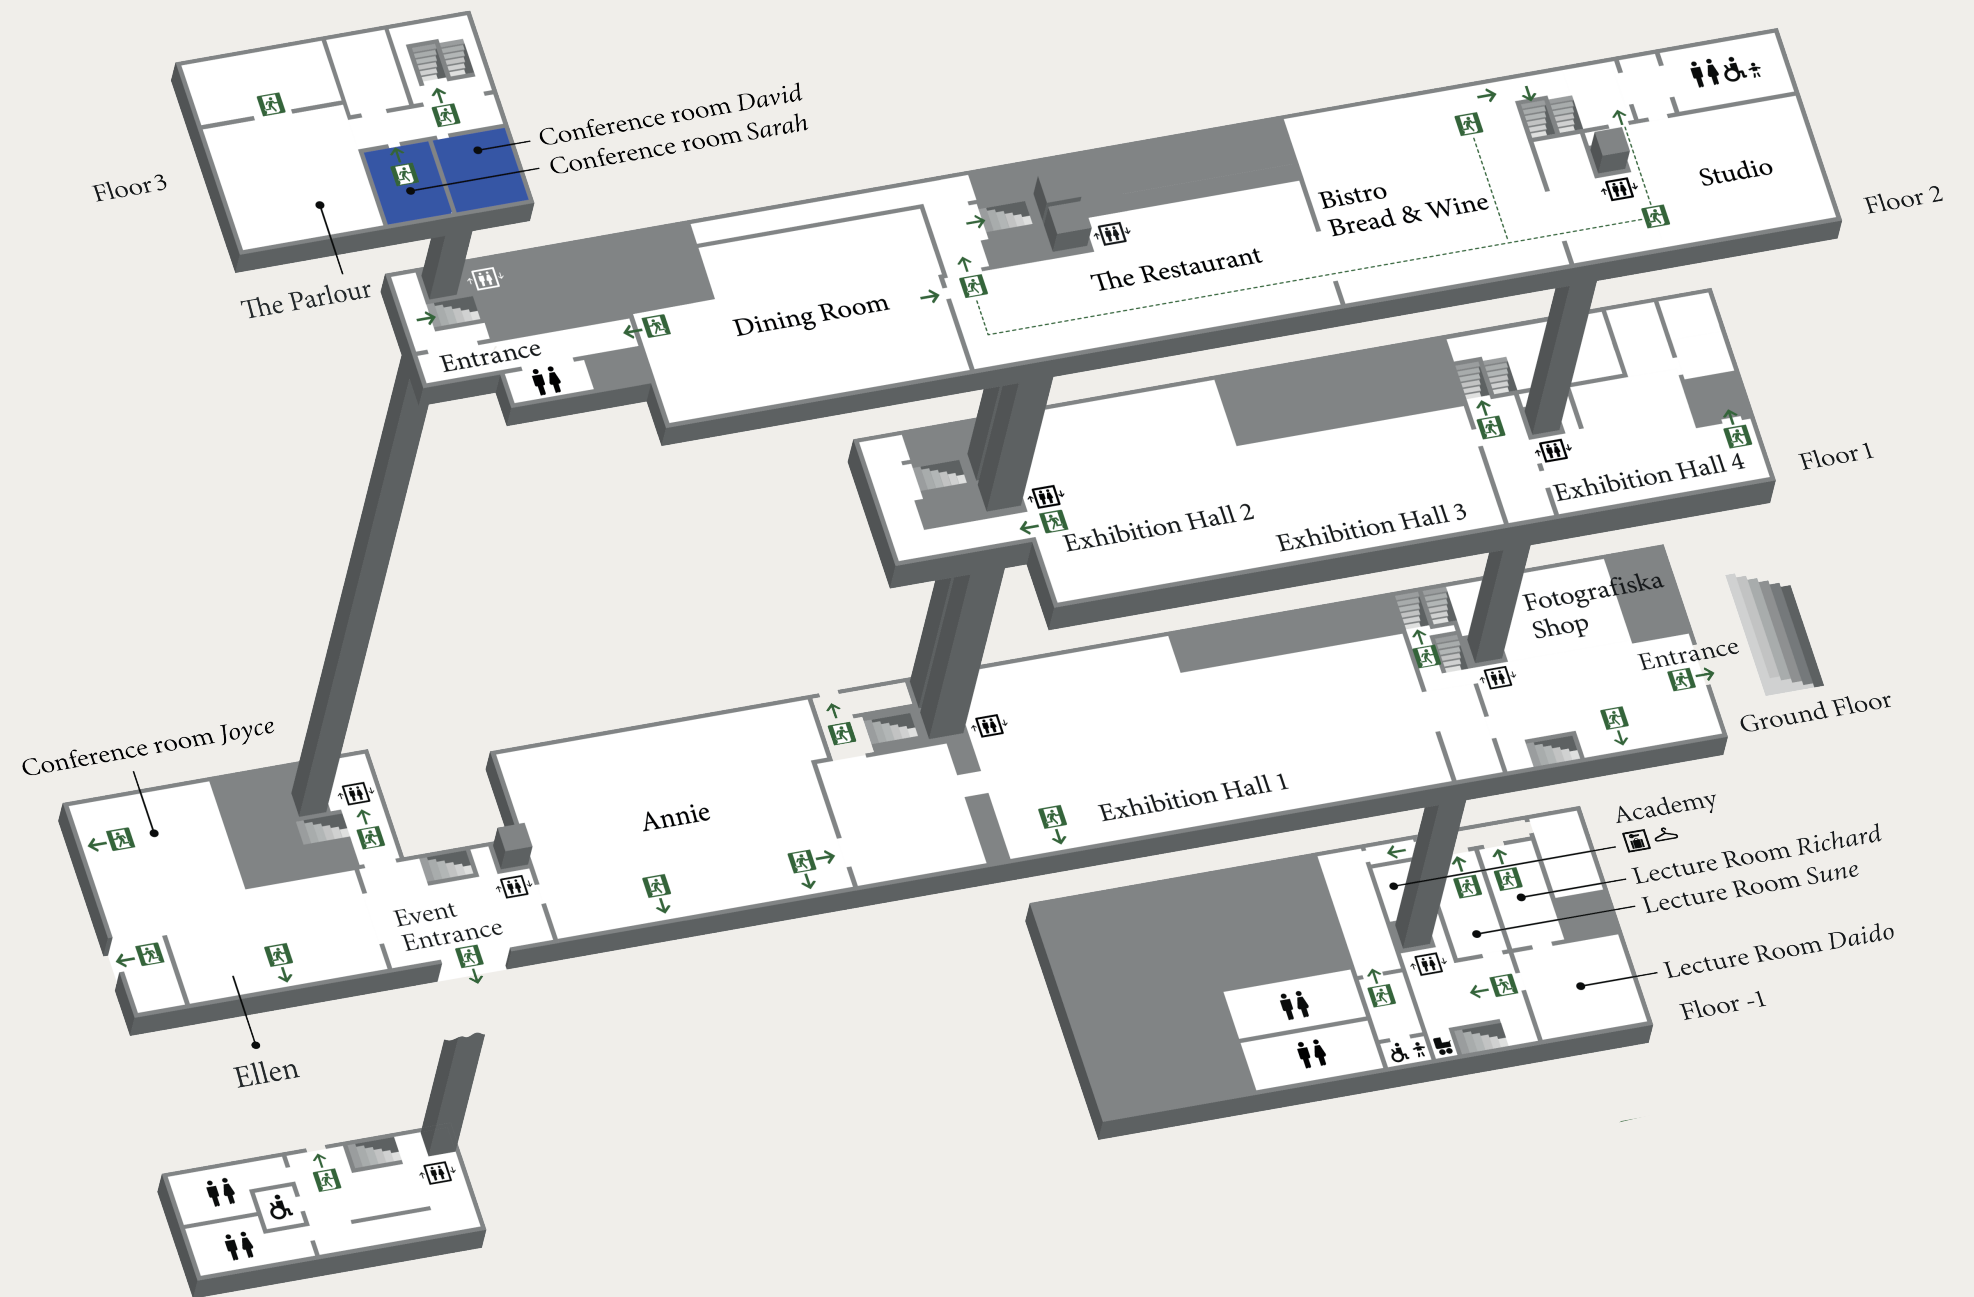 Conference room David
Conference room Sarah
Floor 3
The Parlour
Entrance
Dining Room
The Restaurant
Bistro
Bread & Wine
Studio
Floor 2
Exhibition Hall 2
Exhibition Hall 3
Exhibition Hall 4
Floor 1
Fotografiska
Shop
Entrance
Ground Floor
Conference room Joyce
Annie
Exhibition Hall 1
Event
Entrance
Ellen
Academy
Lecture Room Richard
Lecture Room Sune
Lecture Room Daido
Floor -1